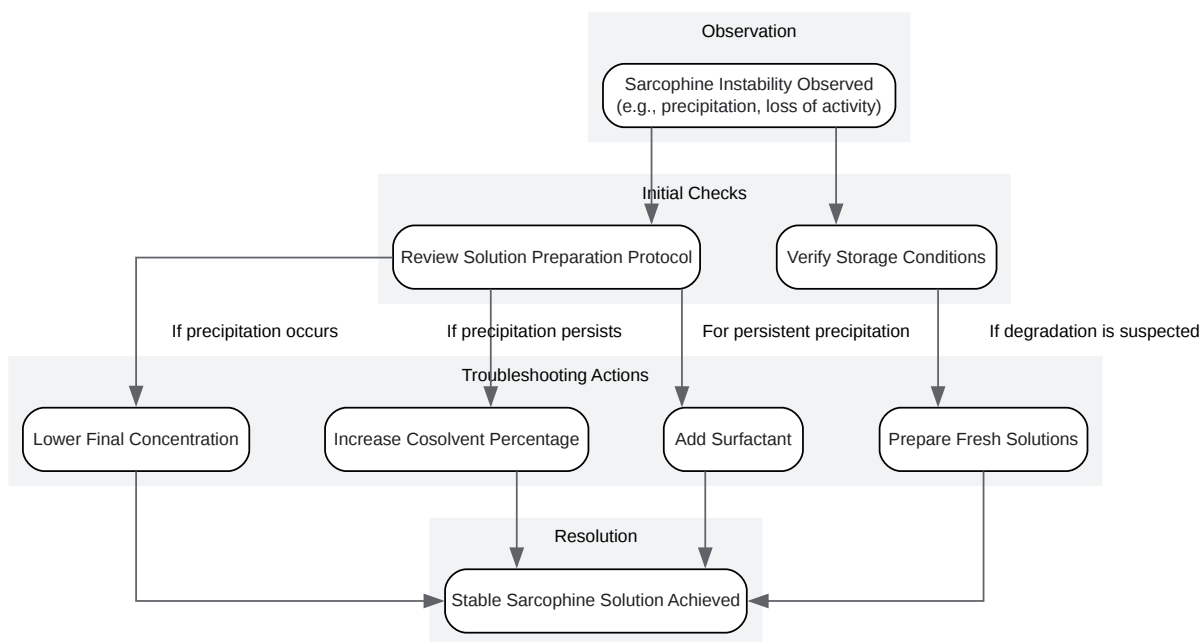 Observation
Sarcophine Instability Observed
(e.g., precipitation, loss of activity)
Initial Checks
Review Solution Preparation Protocol
Verify Storage Conditions
If precipitation occurs
If precipitation persists
For persistent precipitation
If degradation is suspected
Troubleshooting Actions
Lower Final Concentration
Increase Cosolvent Percentage
Add Surfactant
Prepare Fresh Solutions
Resolution
Stable Sarcophine Solution Achieved